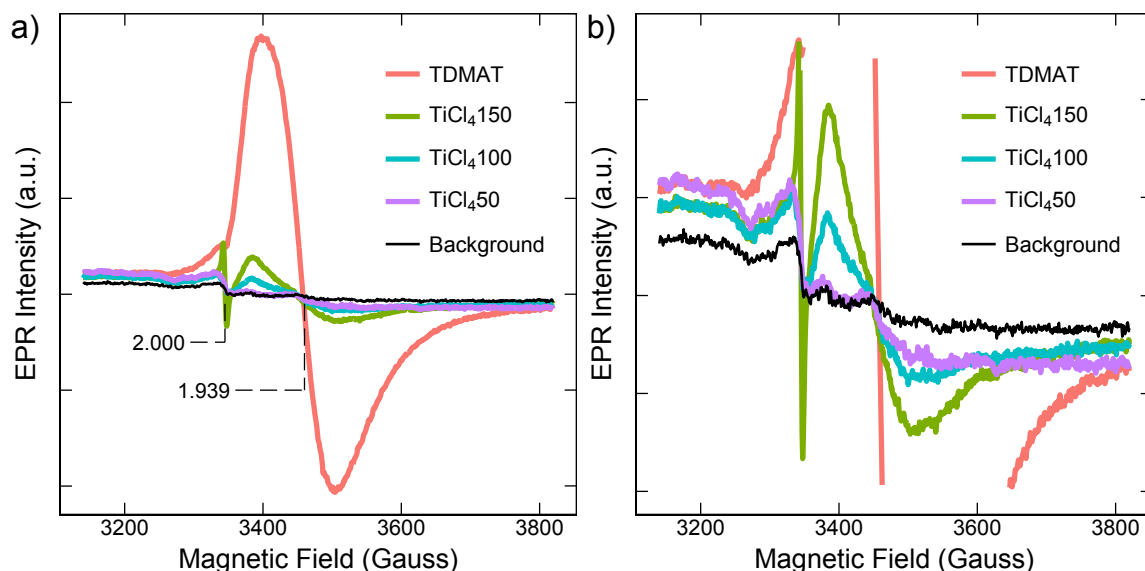 a)
EPR Intensity (a.u.)
TDMAT
TiCl₄150
TiCl₄100
TiCl₄50
Background
2.000
1.939
3200 3400 3600 3800
Magnetic Field (Gauss)
b)
EPR Intensity (a.u.)
TDMAT
TiCl₄150
TiCl₄100
TiCl₄50
Background
3200 3400 3600 3800
Magnetic Field (Gauss)